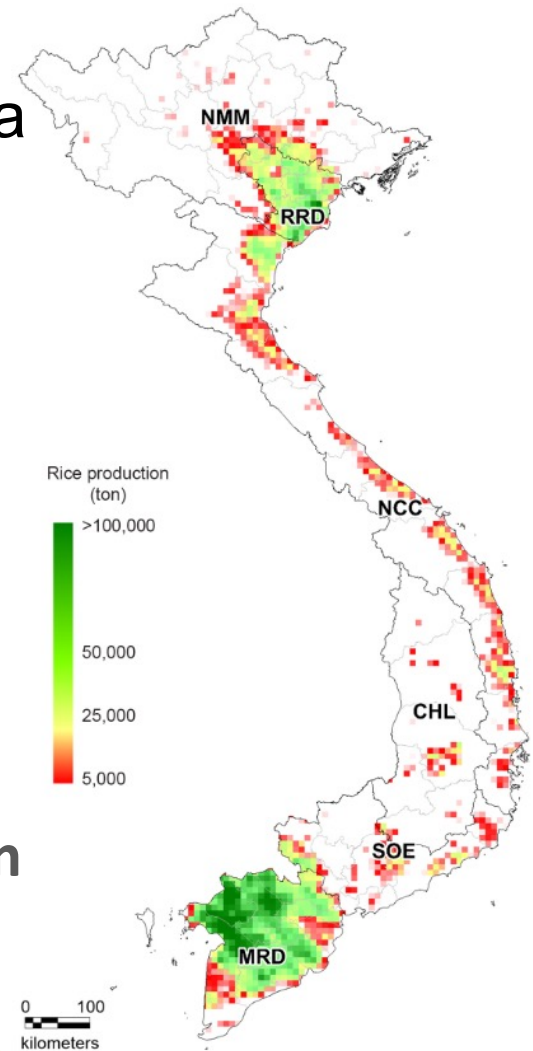 a
NMM
RRD
Rice production
(ton)
>100,000
50,000
25,000
5,000
NCC
CHL
SOE
n
MRD
0 100
kilometers